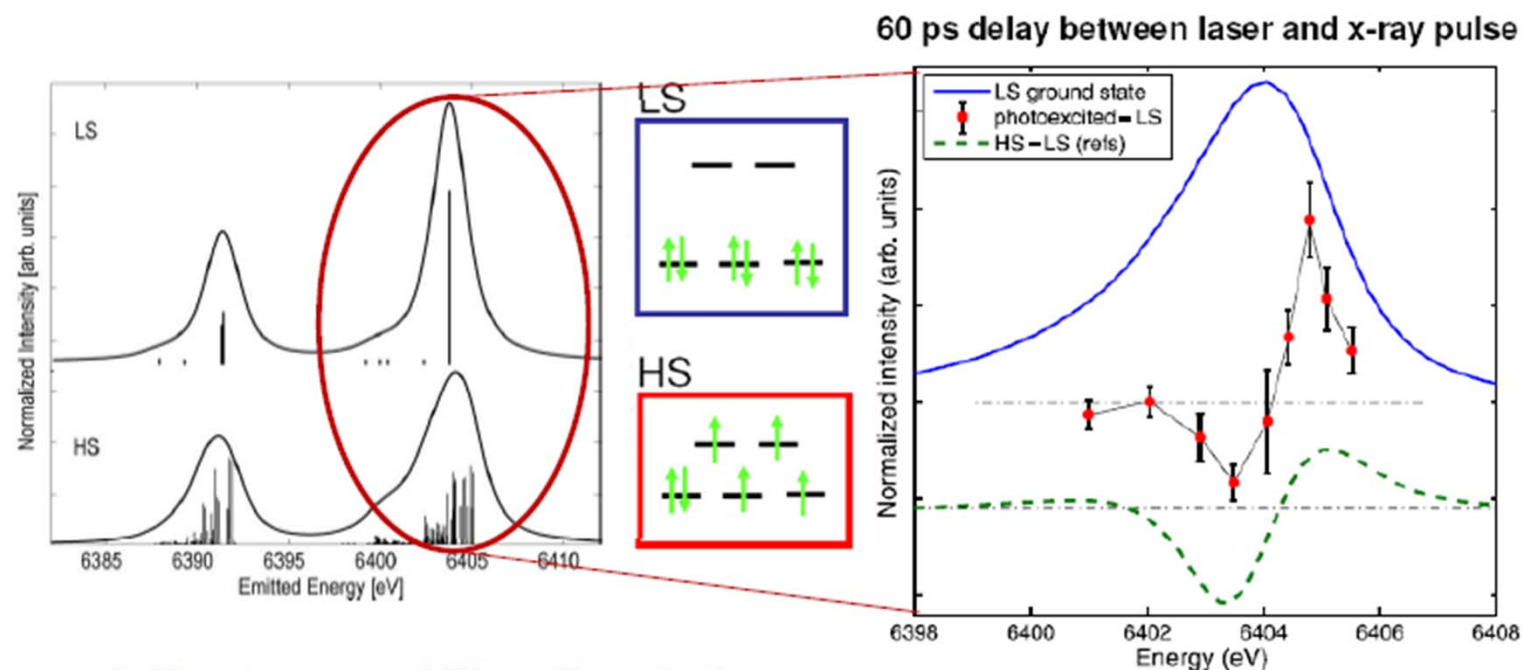 60 ps delay between laser and x-ray pulse
LS
HS
Normalized Intensity [arb. units]
6385
6390
6395
6400
6405
6410
Emitted Energy [eV]
LS
HS
LS ground state
photoexcited-LS
HS-LS (refs)
Normalized intensity (arb. units)
6398
6400
6402
6404
6406
6408
Energy (eV)